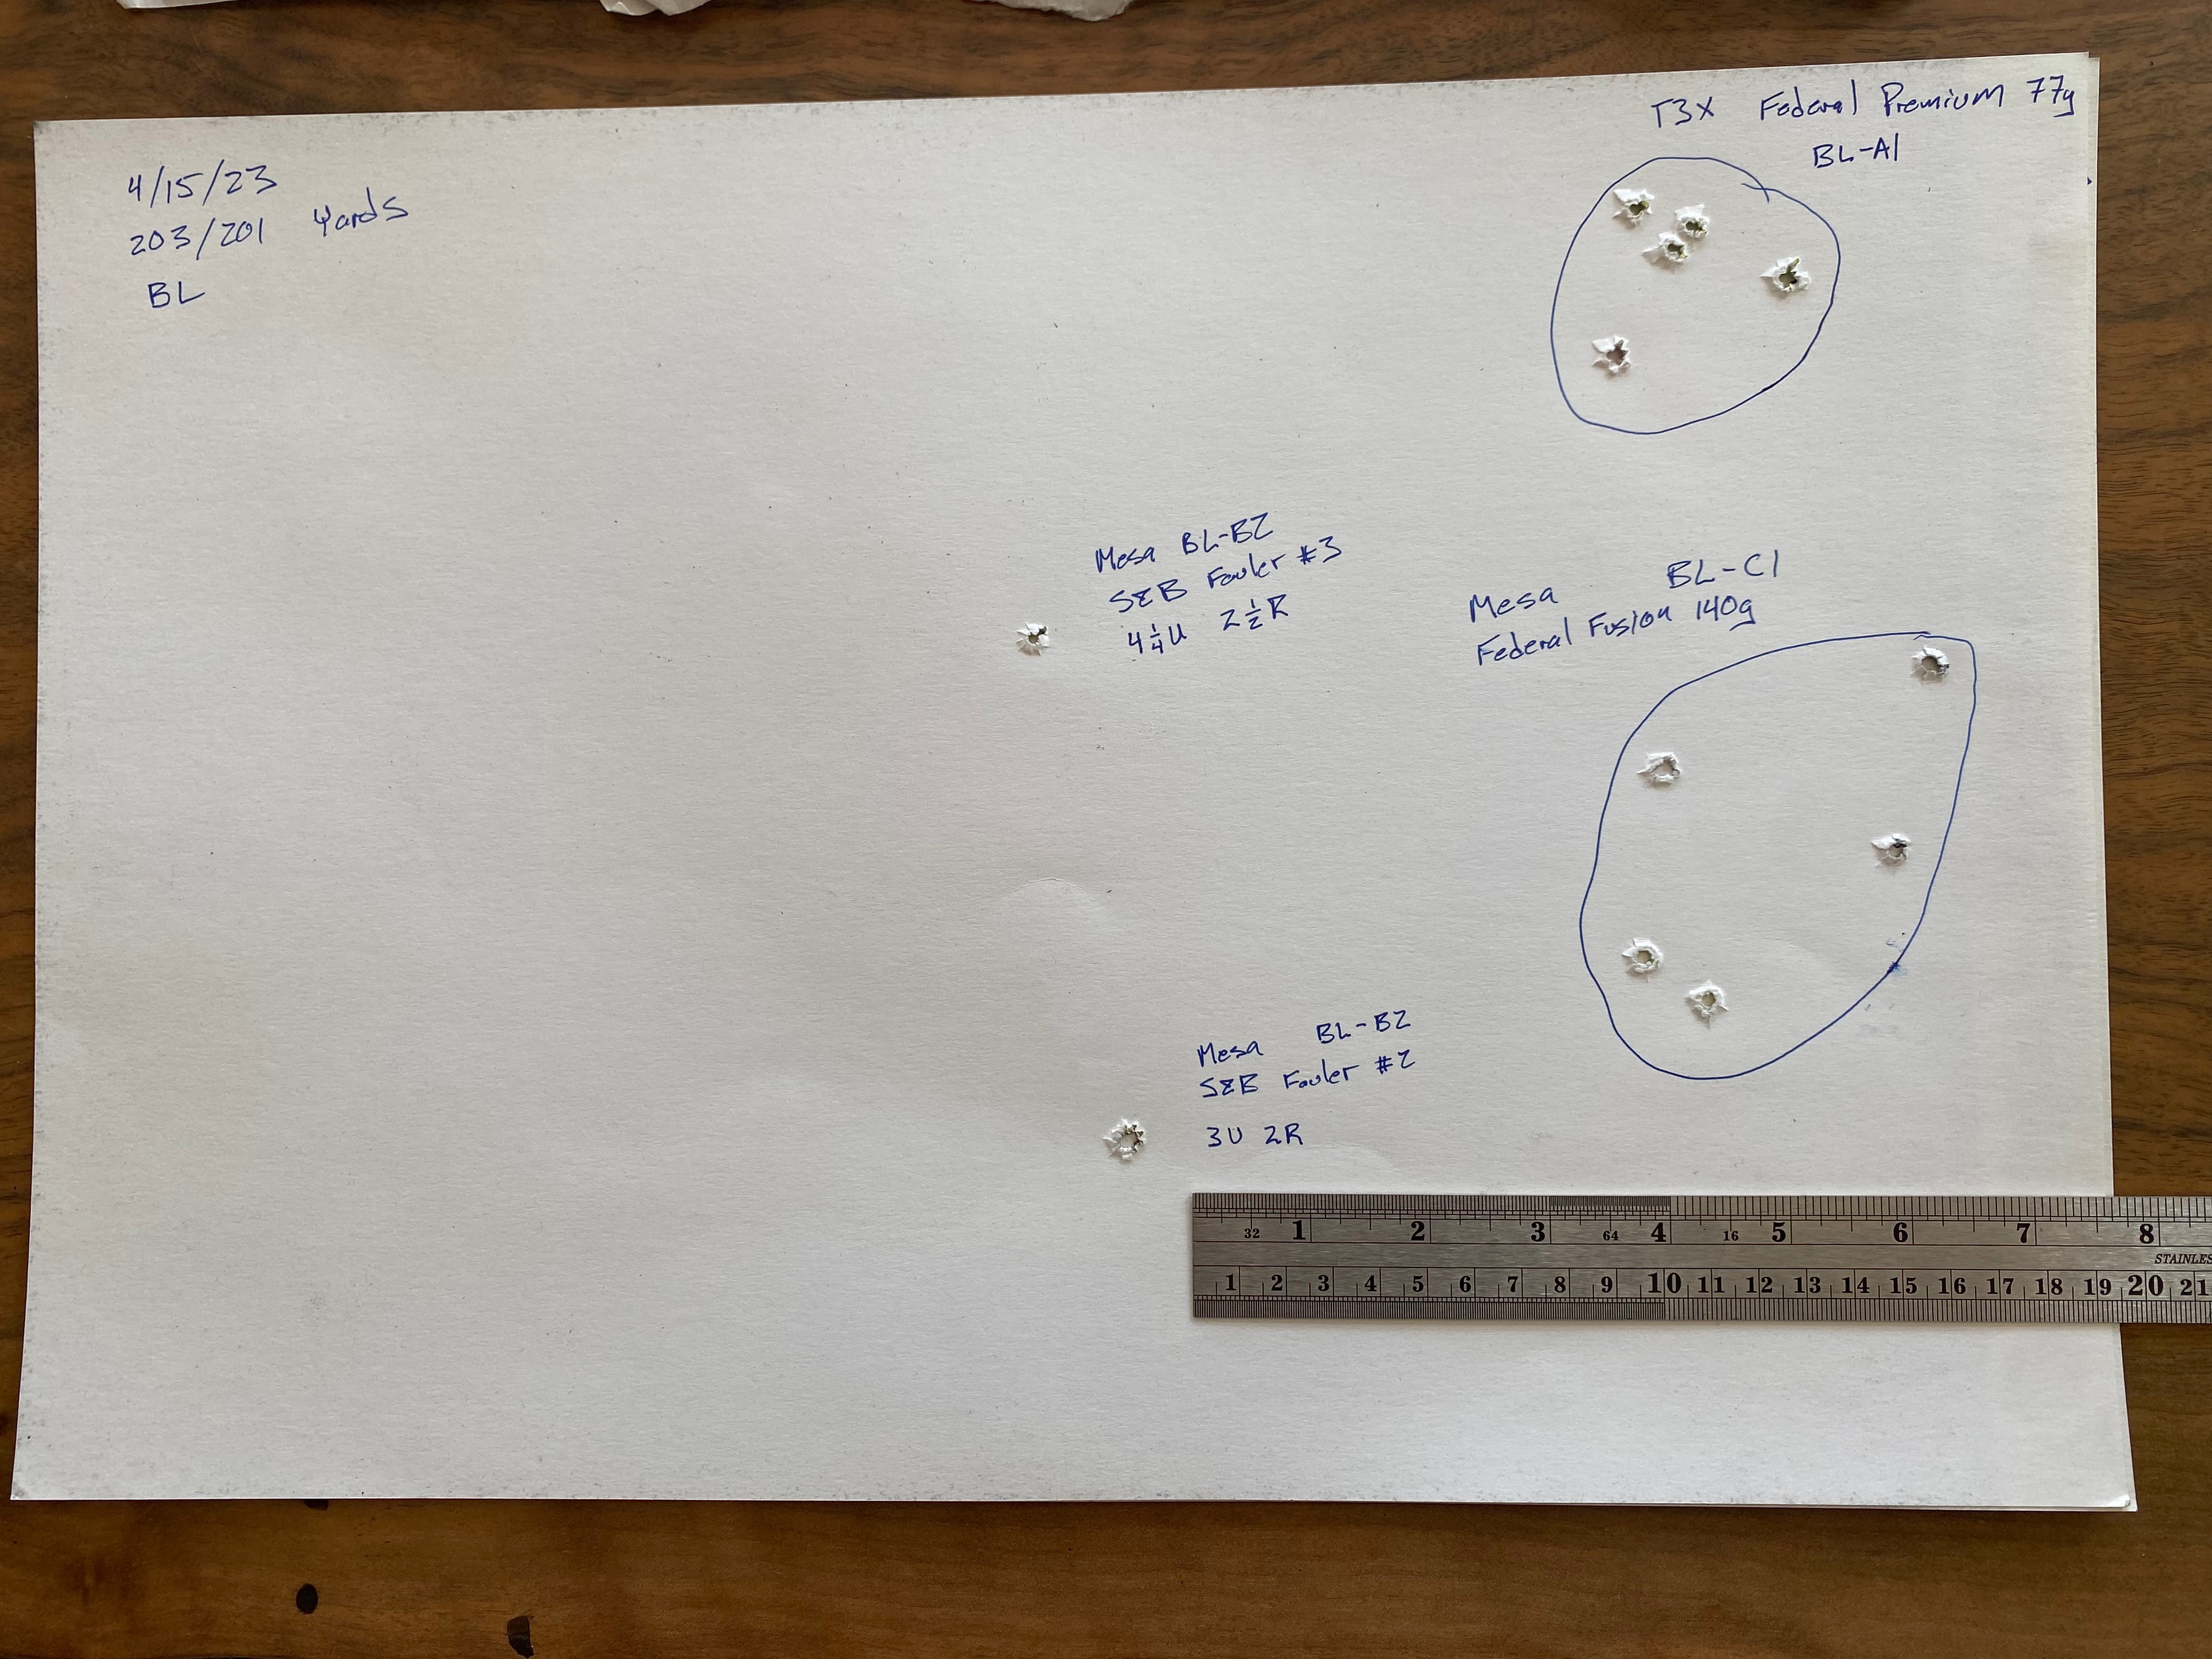 4/15/23
203/201 Yards
BL
T3X Federal Premium 77g
BL-A1
Mesa BL-B2
S&B Fouler #3
4 1/4 U 2 1/2 R
Mesa BL-C1
Federal Fusion 140g
Mesa BL-B2
S&B Fouler #2
3U 2R
32 1 2 3 64 4 16 5 6 7 8
STAINLES
1 2 3 4 5 6 7 8 9 10 11 12 13 14 15 16 17 18 19 20 21